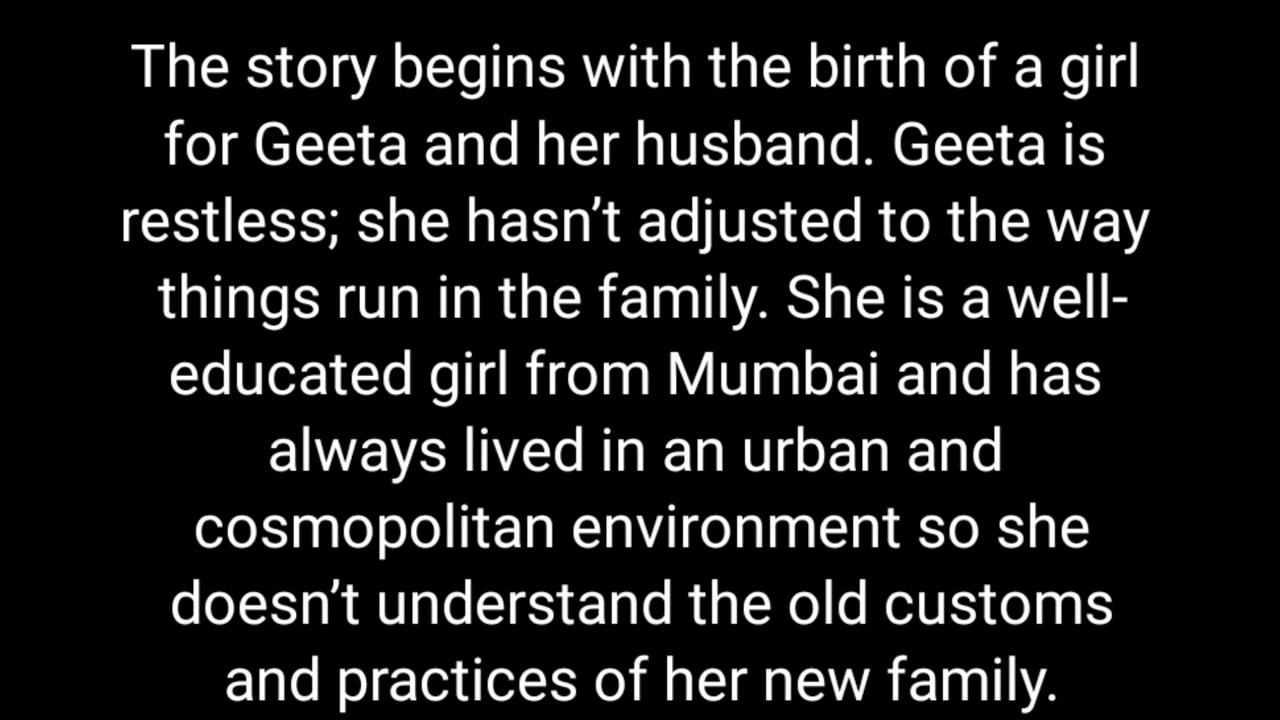 The story begins with the birth of a girl
for Geeta and her husband. Geeta is
restless; she hasn’t adjusted to the way
things run in the family. She is a well-
educated girl from Mumbai and has
always lived in an urban and
cosmopolitan environment so she
doesn’t understand the old customs
and practices of her new family.